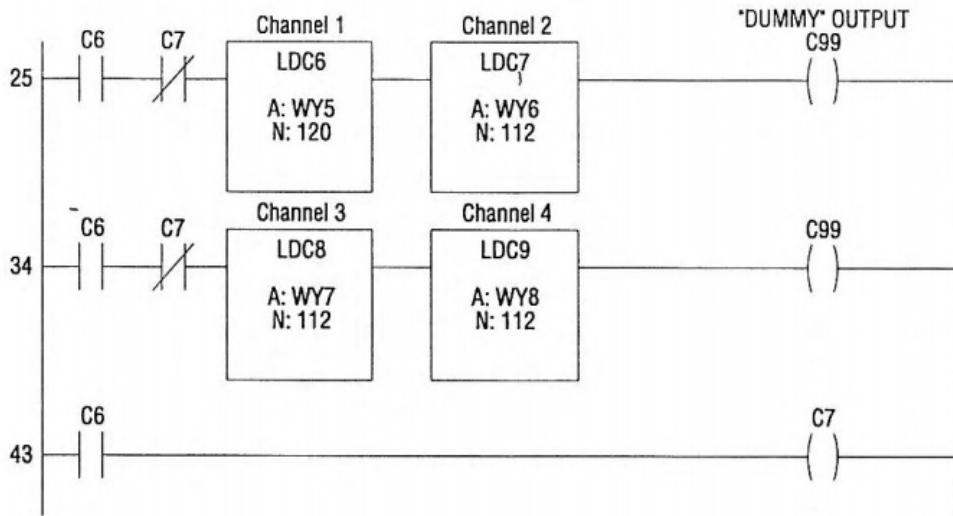 "DUMMY" OUTPUT
Channel 1 Channel 2
C6 C7 C99
LDC6 LDC7
25
A: WY5 A: WY6
N: 120 N: 112
Channel 3 Channel 4
C6 C7 C99
LDC8 LDC9
34
A: WY7 A: WY8
N: 112 N: 112
C6 C7
43